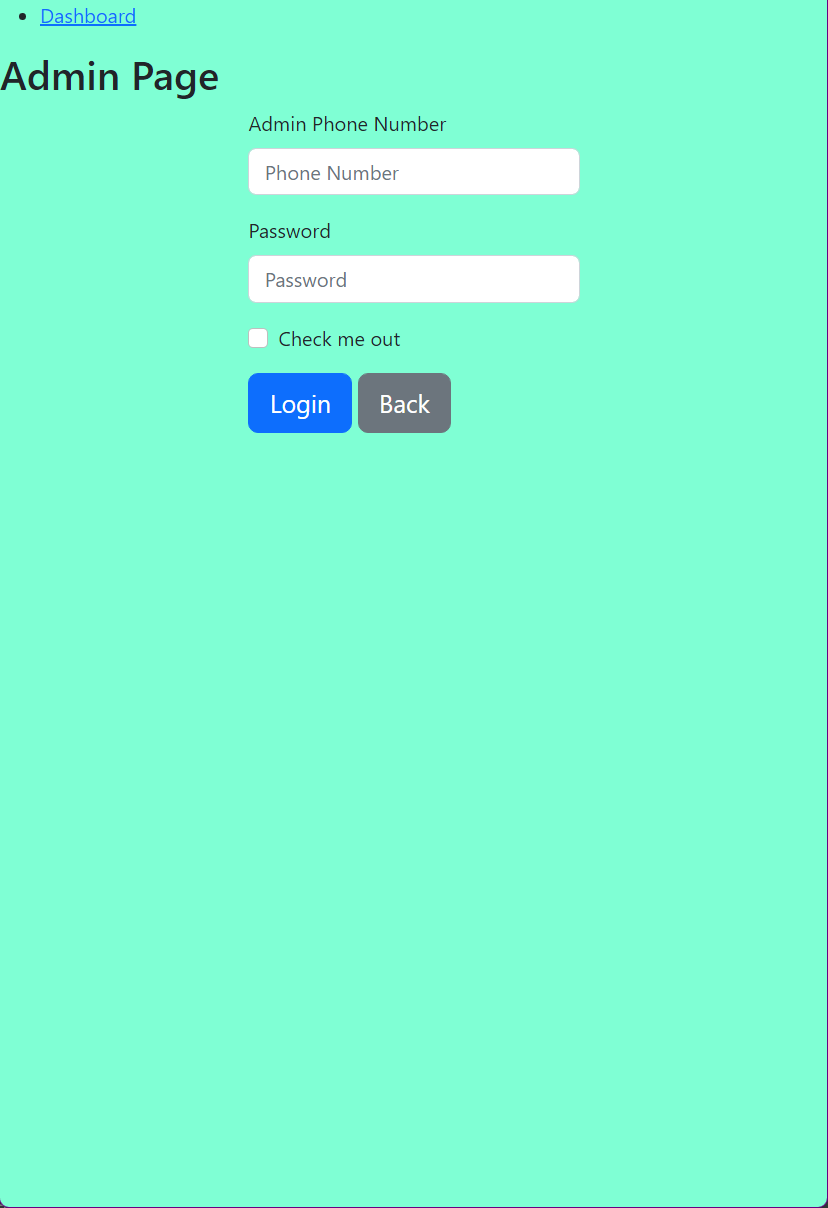 Dashboard
Admin Page
Admin Phone Number
Phone Number
Password
Password
Check me out
Login Back